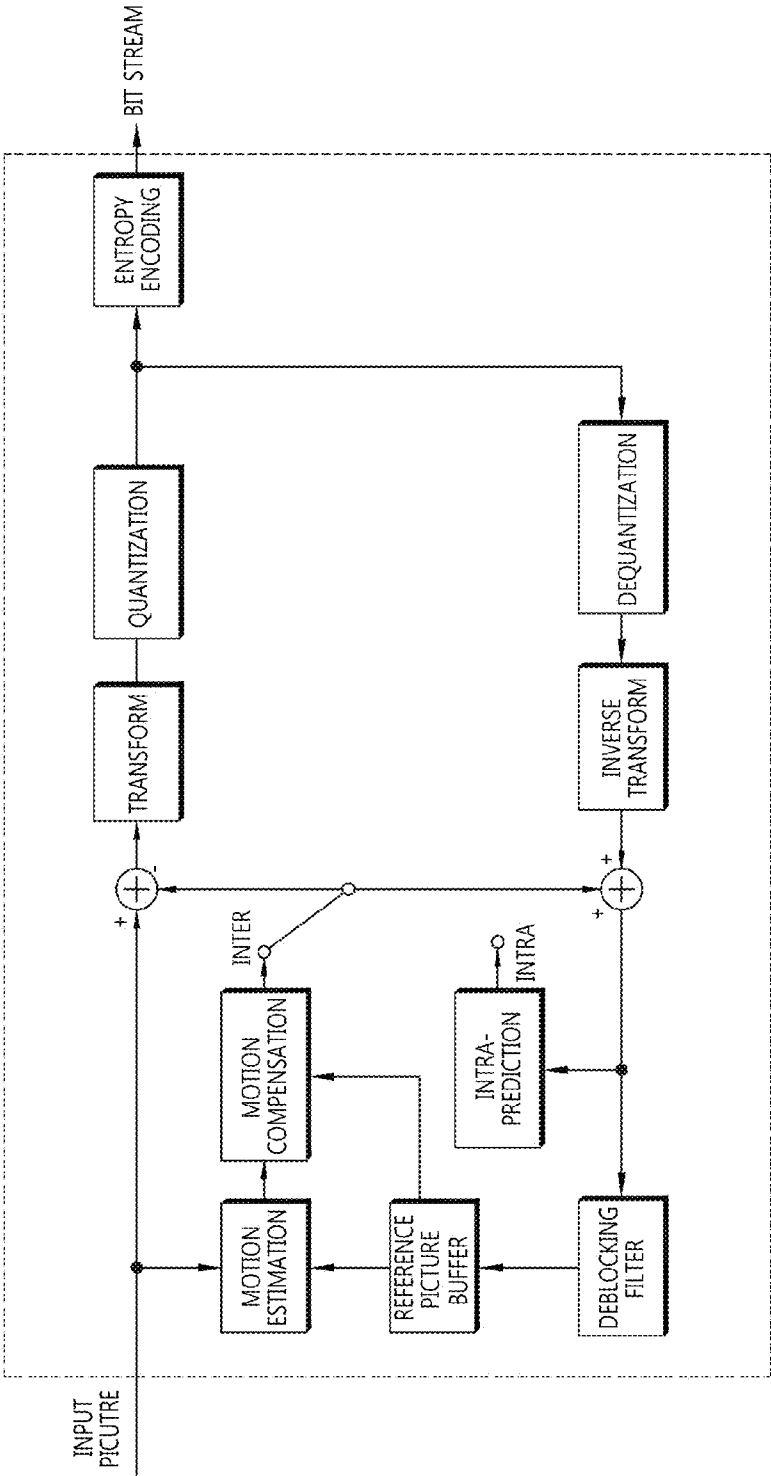 INPUT
PICUTRE
+
-
TRANSFORM
QUANTIZATION
ENTROPY
ENCODING
BIT STREAM
MOTION
ESTIMATION
MOTION
COMPENSATION
INTER
REFERENCE
PICTURE
BUFFER
INTRA-
PREDICTION
INTRA
+
+
DEBLOCKING
FILTER
INVERSE
TRANSFORM
DEQUANTIZATION